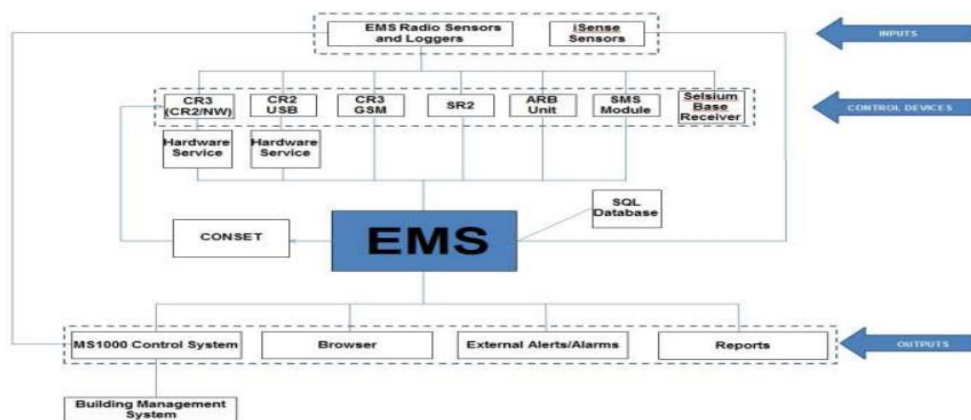 EMS Radio Sensors
and Loggers
iSense
Sensors
INPUTS
CR3
(CR2/NW)
CR2
USB
CR3
GSM
SR2
ARB
Unit
SMS
Module
Selsium
Base
Receiver
CONTROL DEVICES
Hardware
Service
Hardware
Service
SQL
Database
CONSET
EMS
MS1000 Control System
Browser
External Alerts/Alarms
Reports
OUTPUTS
Building Management
System